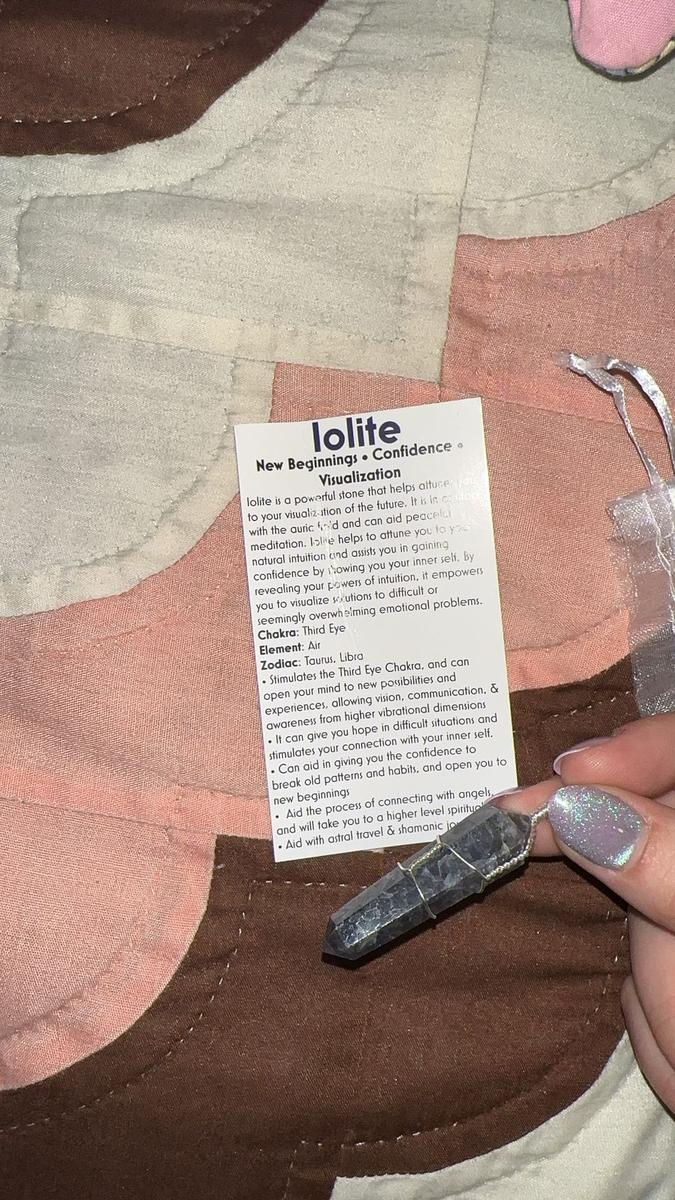 Iolite
New Beginnings • Confidence •
Visualization
Iolite is a powerful stone that helps attune you
to your visualization of the future. It is in contact
with the auric field and can aid peaceful
meditation. Iolite helps to attune you to your
natural intuition and assists you in gaining
confidence by showing you your inner self. By
revealing your powers of intuition, it empowers
you to visualize solutions to difficult or
seemingly overwhelming emotional problems.
Chakra: Third Eye
Element: Air
Zodiac: Taurus, Libra
• Stimulates the Third Eye Chakra, and can
open your mind to new possibilities and
experiences, allowing vision, communication, &
awareness from higher vibrational dimensions
• It can give you hope in difficult situations and
stimulates your connection with your inner self.
• Can aid in giving you the confidence to
break old patterns and habits, and open you to
new beginnings
• Aid the process of connecting with angels,
and will take you to a higher level spiritual
• Aid with astral travel & shamanic